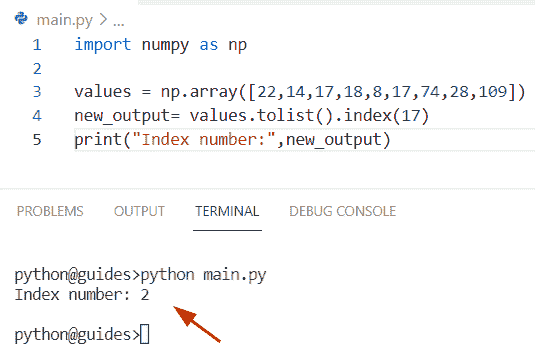 main.py > ...
1 import numpy as np
2
3 values = np.array([22,14,17,18,8,17,74,28,109])
4 new_output= values.tolist().index(17)
5 print("Index number:",new_output)
PROBLEMS OUTPUT TERMINAL DEBUG CONSOLE
python@guides>python main.py
Index number: 2
python@guides>